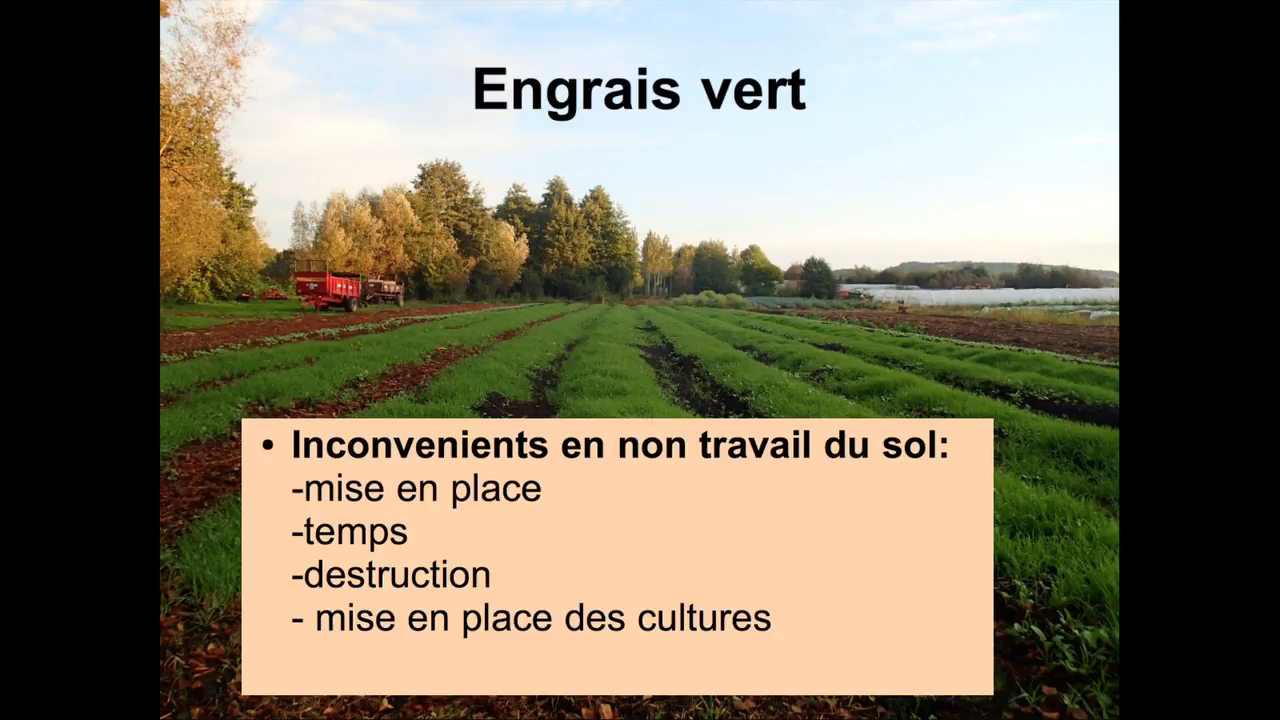 Engrais vert
• Inconvenients en non travail du sol:
-mise en place
-temps
-destruction
- mise en place des cultures